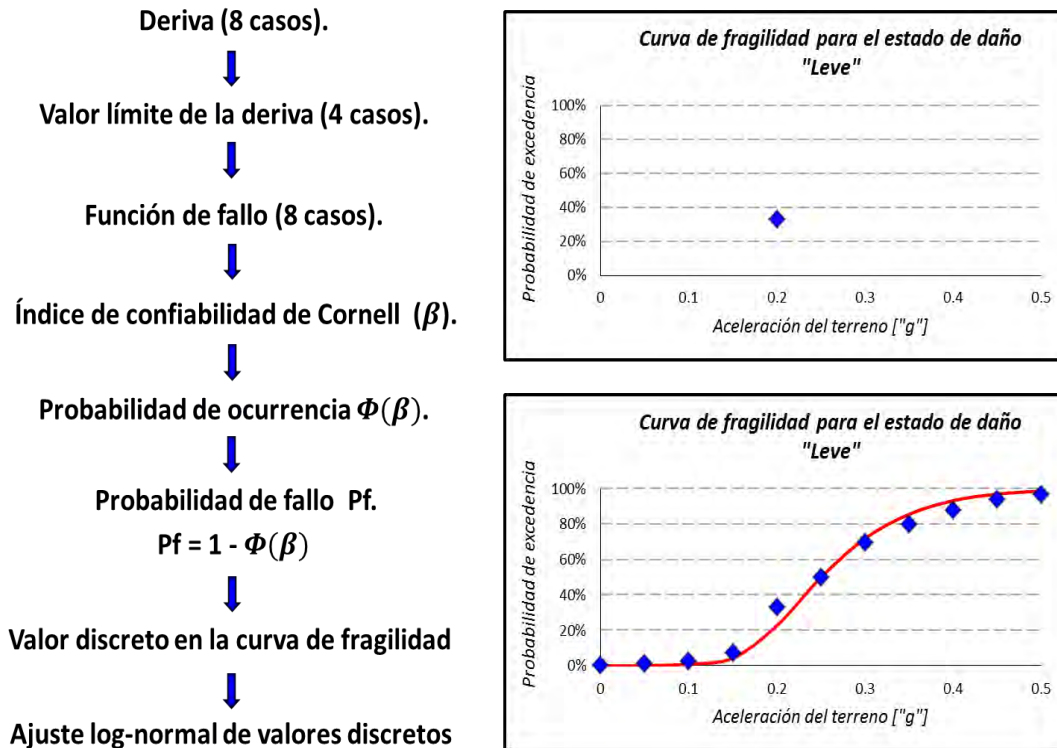 Deriva (8 casos).
Valor límite de la deriva (4 casos).
Función de fallo (8 casos).
Índice de confiabilidad de Cornell (β).
Probabilidad de ocurrencia Φ(β).
Probabilidad de fallo Pf.
Pf = 1 - Φ(β)
Valor discreto en la curva de fragilidad
Ajuste log-normal de valores discretos
Curva de fragilidad para el estado de daño
"Leve"
Probabilidad de excedencia
100%
80%
60%
40%
20%
0%
0 0.1 0.2 0.3 0.4 0.5
Aceleración del terreno ["g"]
Curva de fragilidad para el estado de daño
"Leve"
Probabilidad de excedencia
100%
80%
60%
40%
20%
0%
0 0.1 0.2 0.3 0.4 0.5
Aceleración del terreno ["g"]